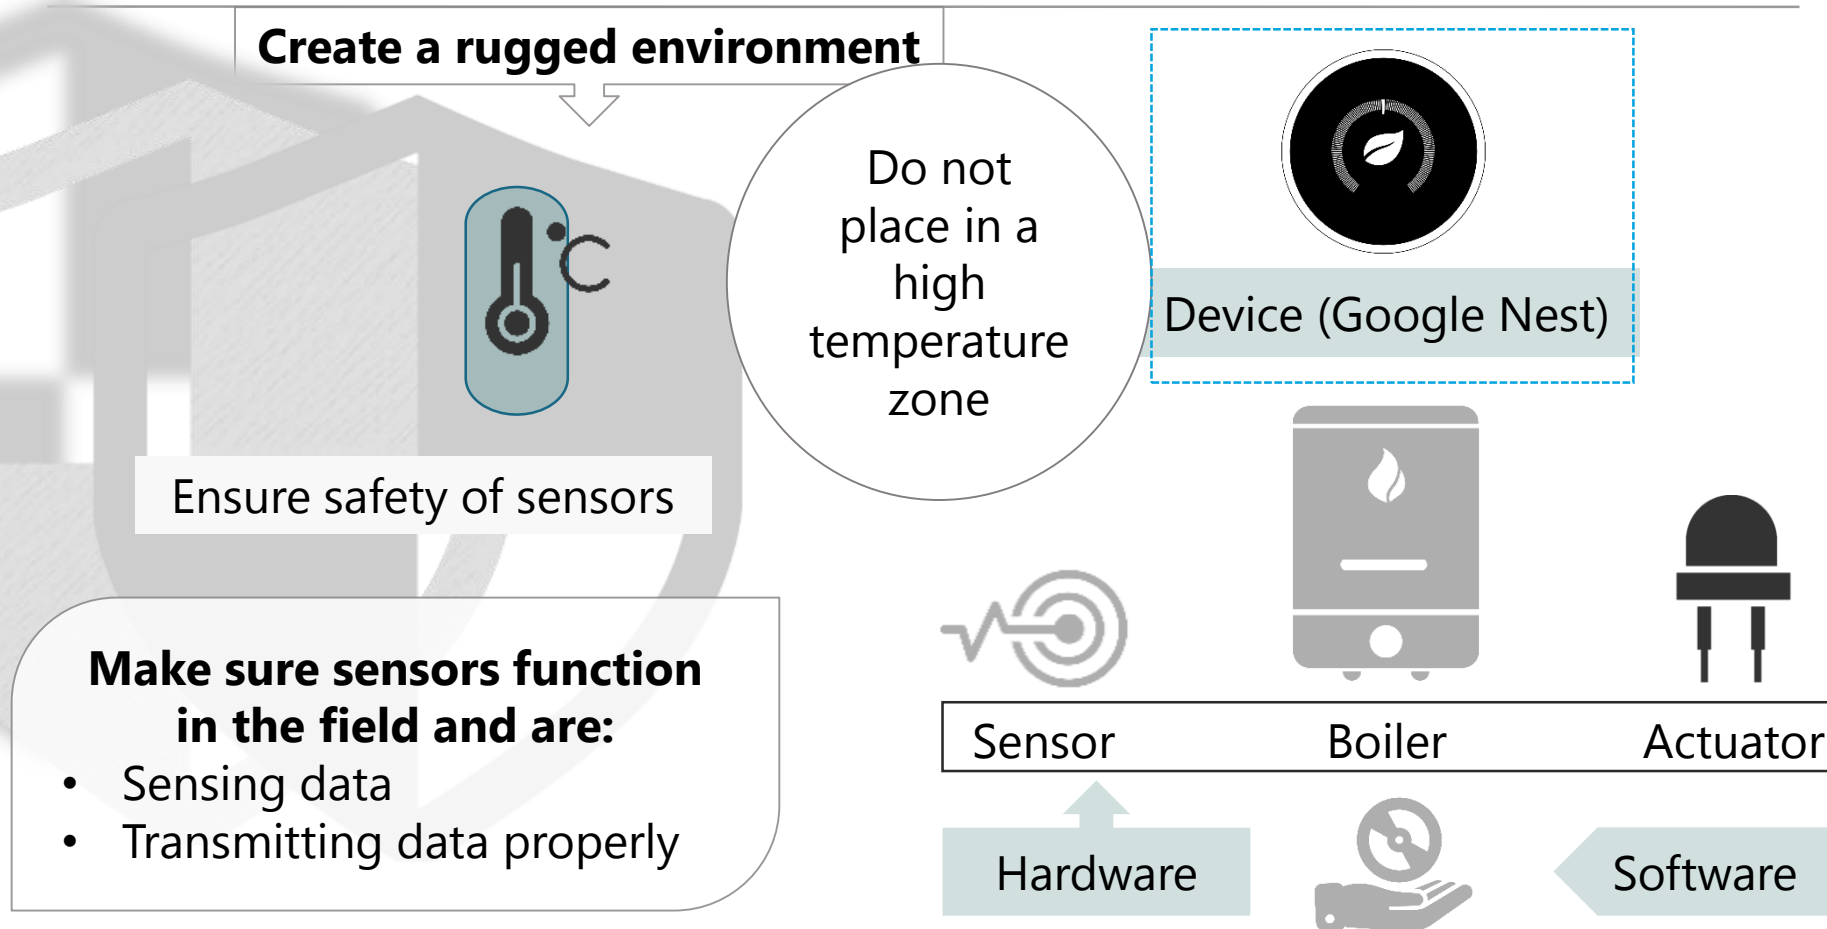 Create a rugged environment
Do not
place in a
high
temperature
zone
°C
Device (Google Nest)
Ensure safety of sensors
Make sure sensors function
in the field and are:
• Sensing data
• Transmitting data properly
Sensor Boiler Actuator
Hardware Software